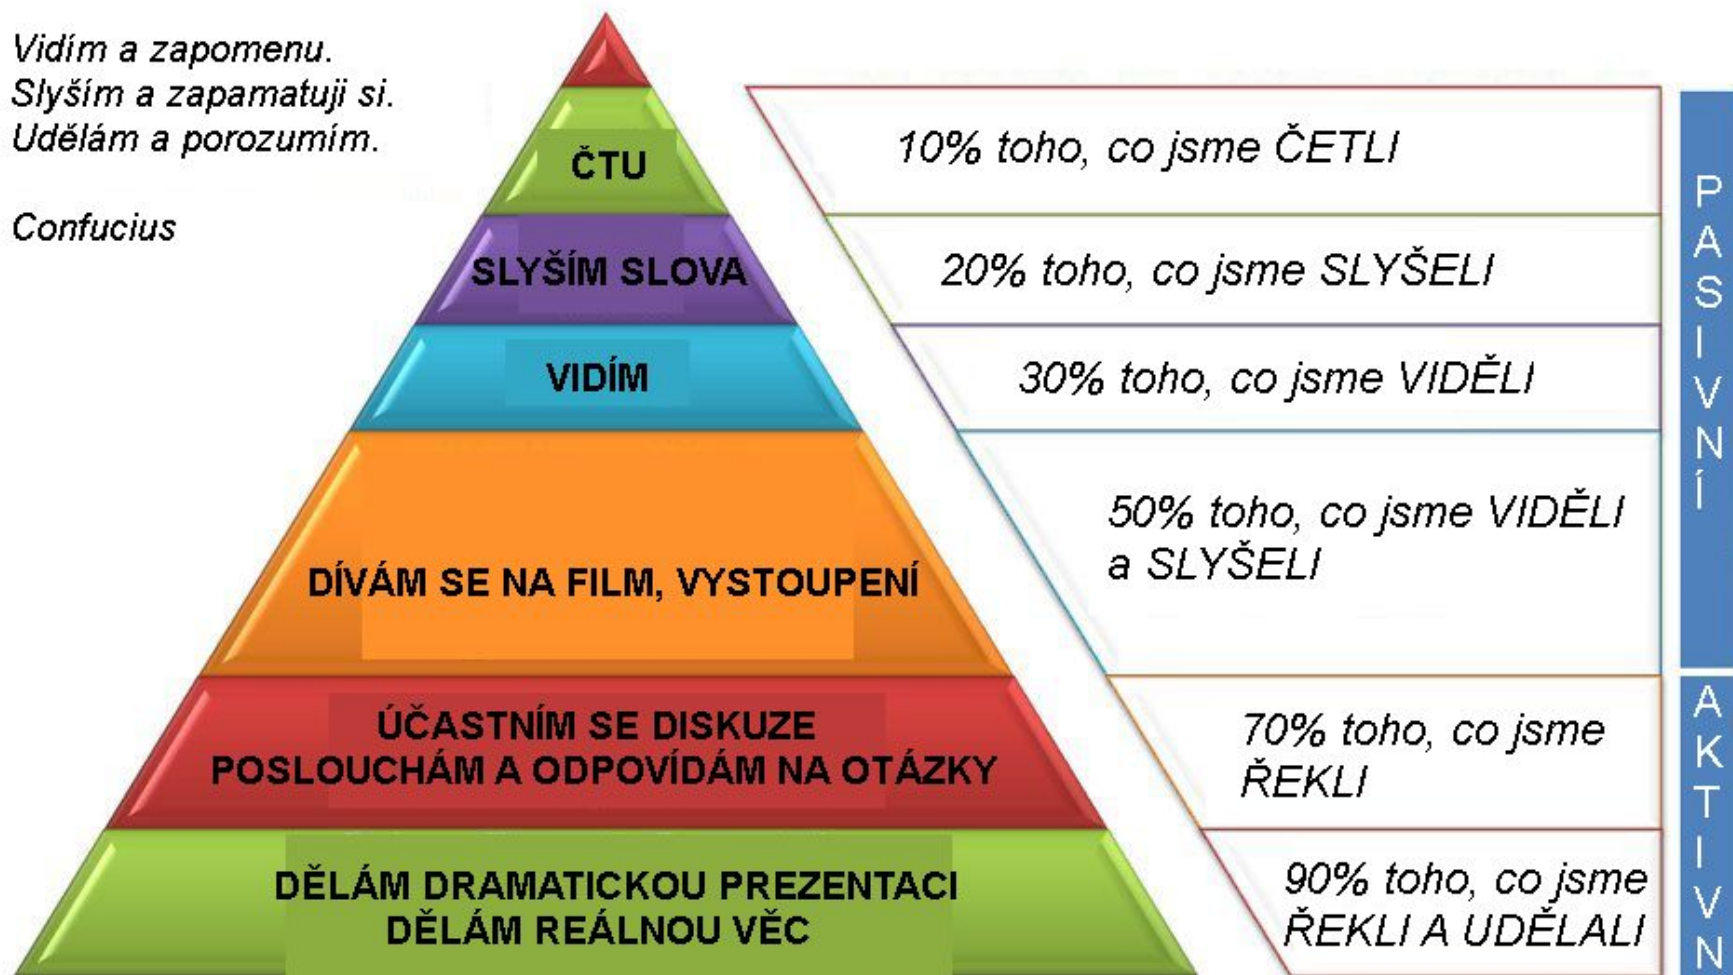 Vidím a zapomenu.
Slyším a zapamatuji si.
Udělám a porozumím.
Confucius
ČTU
10% toho, co jsme ČETLI
SLYŠÍM SLOVA
20% toho, co jsme SLYŠELI
VIDÍM
30% toho, co jsme VIDĚLI
DÍVÁM SE NA FILM, VYSTOUPENÍ
50% toho, co jsme VIDĚLI
a SLYŠELI
ÚČASTNÍM SE DISKUZE
POSLOUCHÁM A ODPOVÍDÁM NA OTÁZKY
70% toho, co jsme
ŘEKLI
DĚLÁM DRAMATICKOU PREZENTACI
DĚLÁM REÁLNOU VĚC
90% toho, co jsme
ŘEKLI A UDĚLALI
PASIVNÍ
AKTIVN